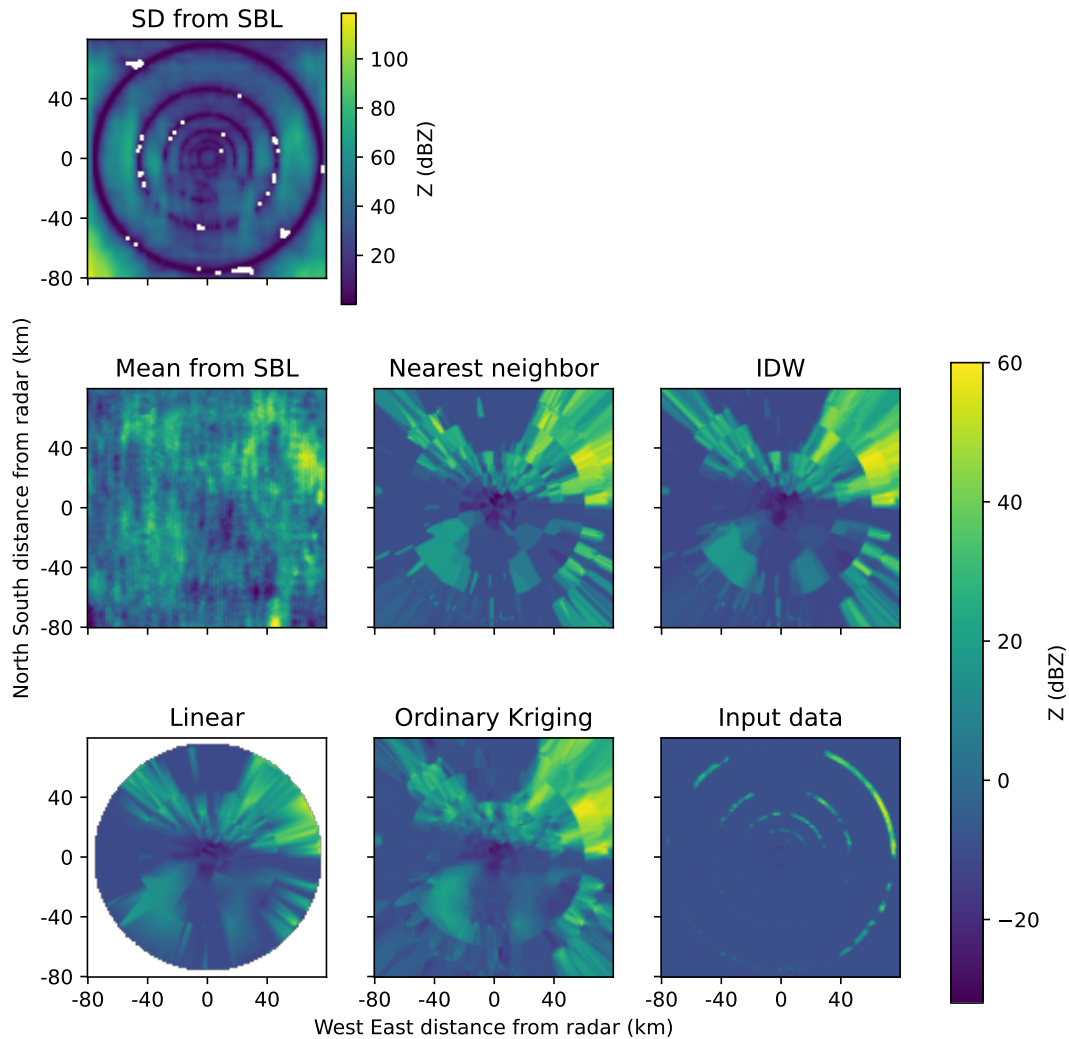 SD from SBL
40
0
-40
-80
100
80
60
40
20
Z (dBZ)
North South distance from radar (km)
Mean from SBL
Nearest neighbor
IDW
40
0
-40
-80
60
40
20
0
−20
Z (dBZ)
Linear
Ordinary Kriging
Input data
40
0
-40
-80
-80 -40 0 40
-80 -40 0 40
-80 -40 0 40
West East distance from radar (km)